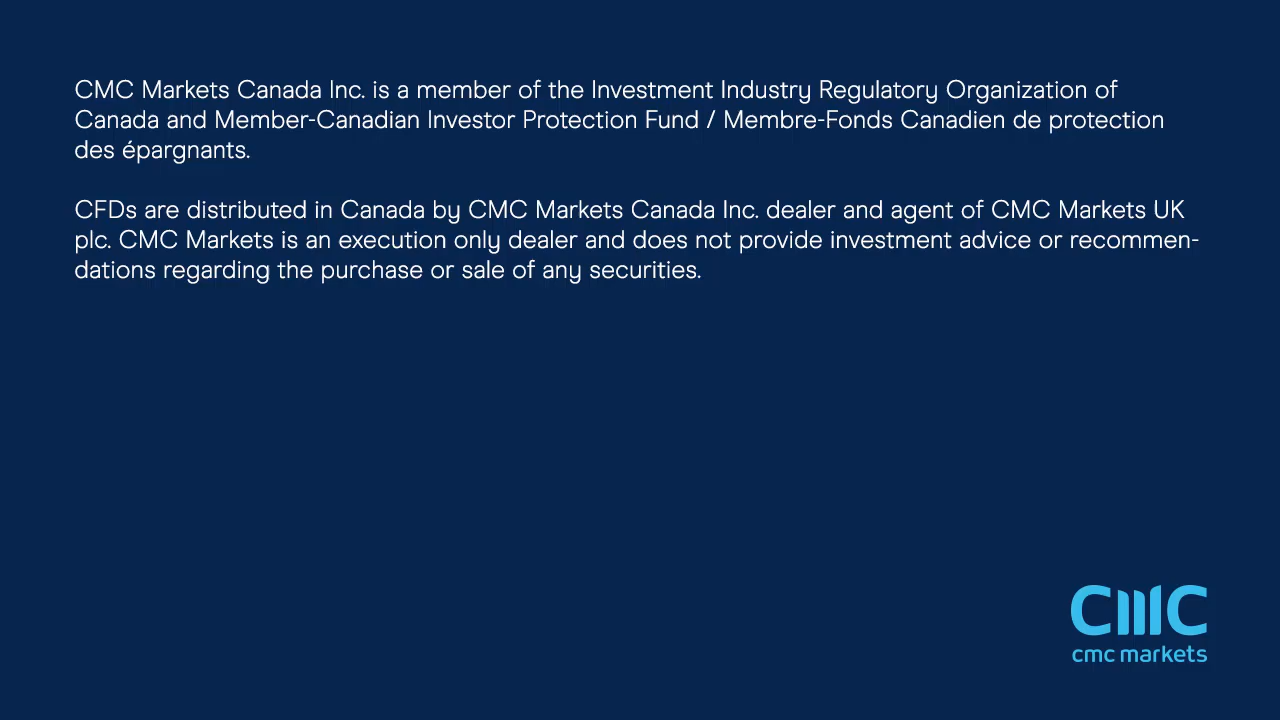 CMC Markets Canada Inc. is a member of the Investment Industry Regulatory Organization of
Canada and Member-Canadian Investor Protection Fund / Membre-Fonds Canadien de protection
des épargnants.
CFDs are distributed in Canada by CMC Markets Canada Inc. dealer and agent of CMC Markets UK
plc. CMC Markets is an execution only dealer and does not provide investment advice or recommen-
dations regarding the purchase or sale of any securities.
CMC
cmc markets